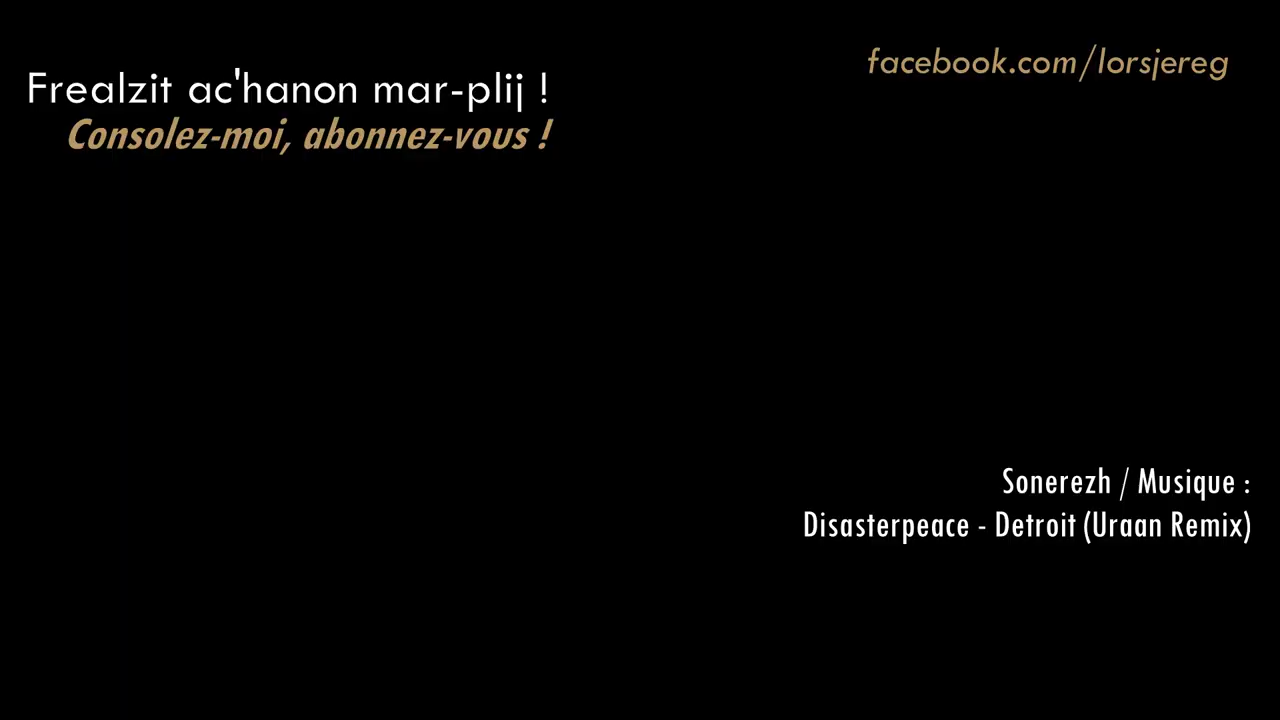 facebook.com/lorsjereg
Frealzit ac'hanon mar-plij !
Consolez-moi, abonnez-vous !
Sonerezh / Musique :
Disasterpeace - Detroit (Uraan Remix)